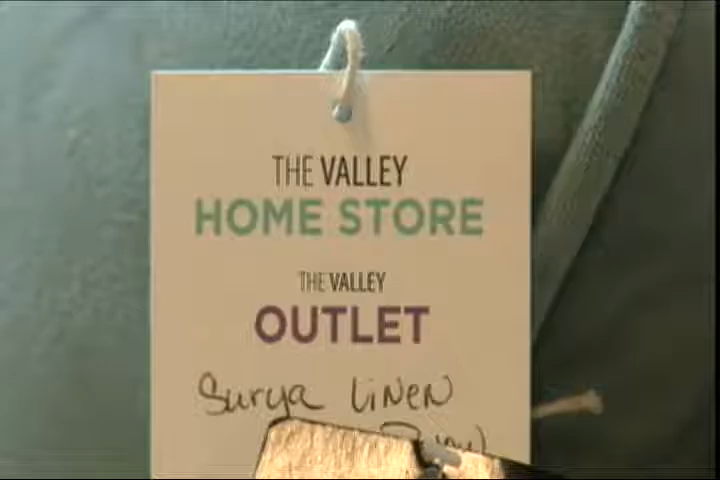 THE VALLEY
HOME STORE
THE VALLEY
OUTLET
Surya LINEN